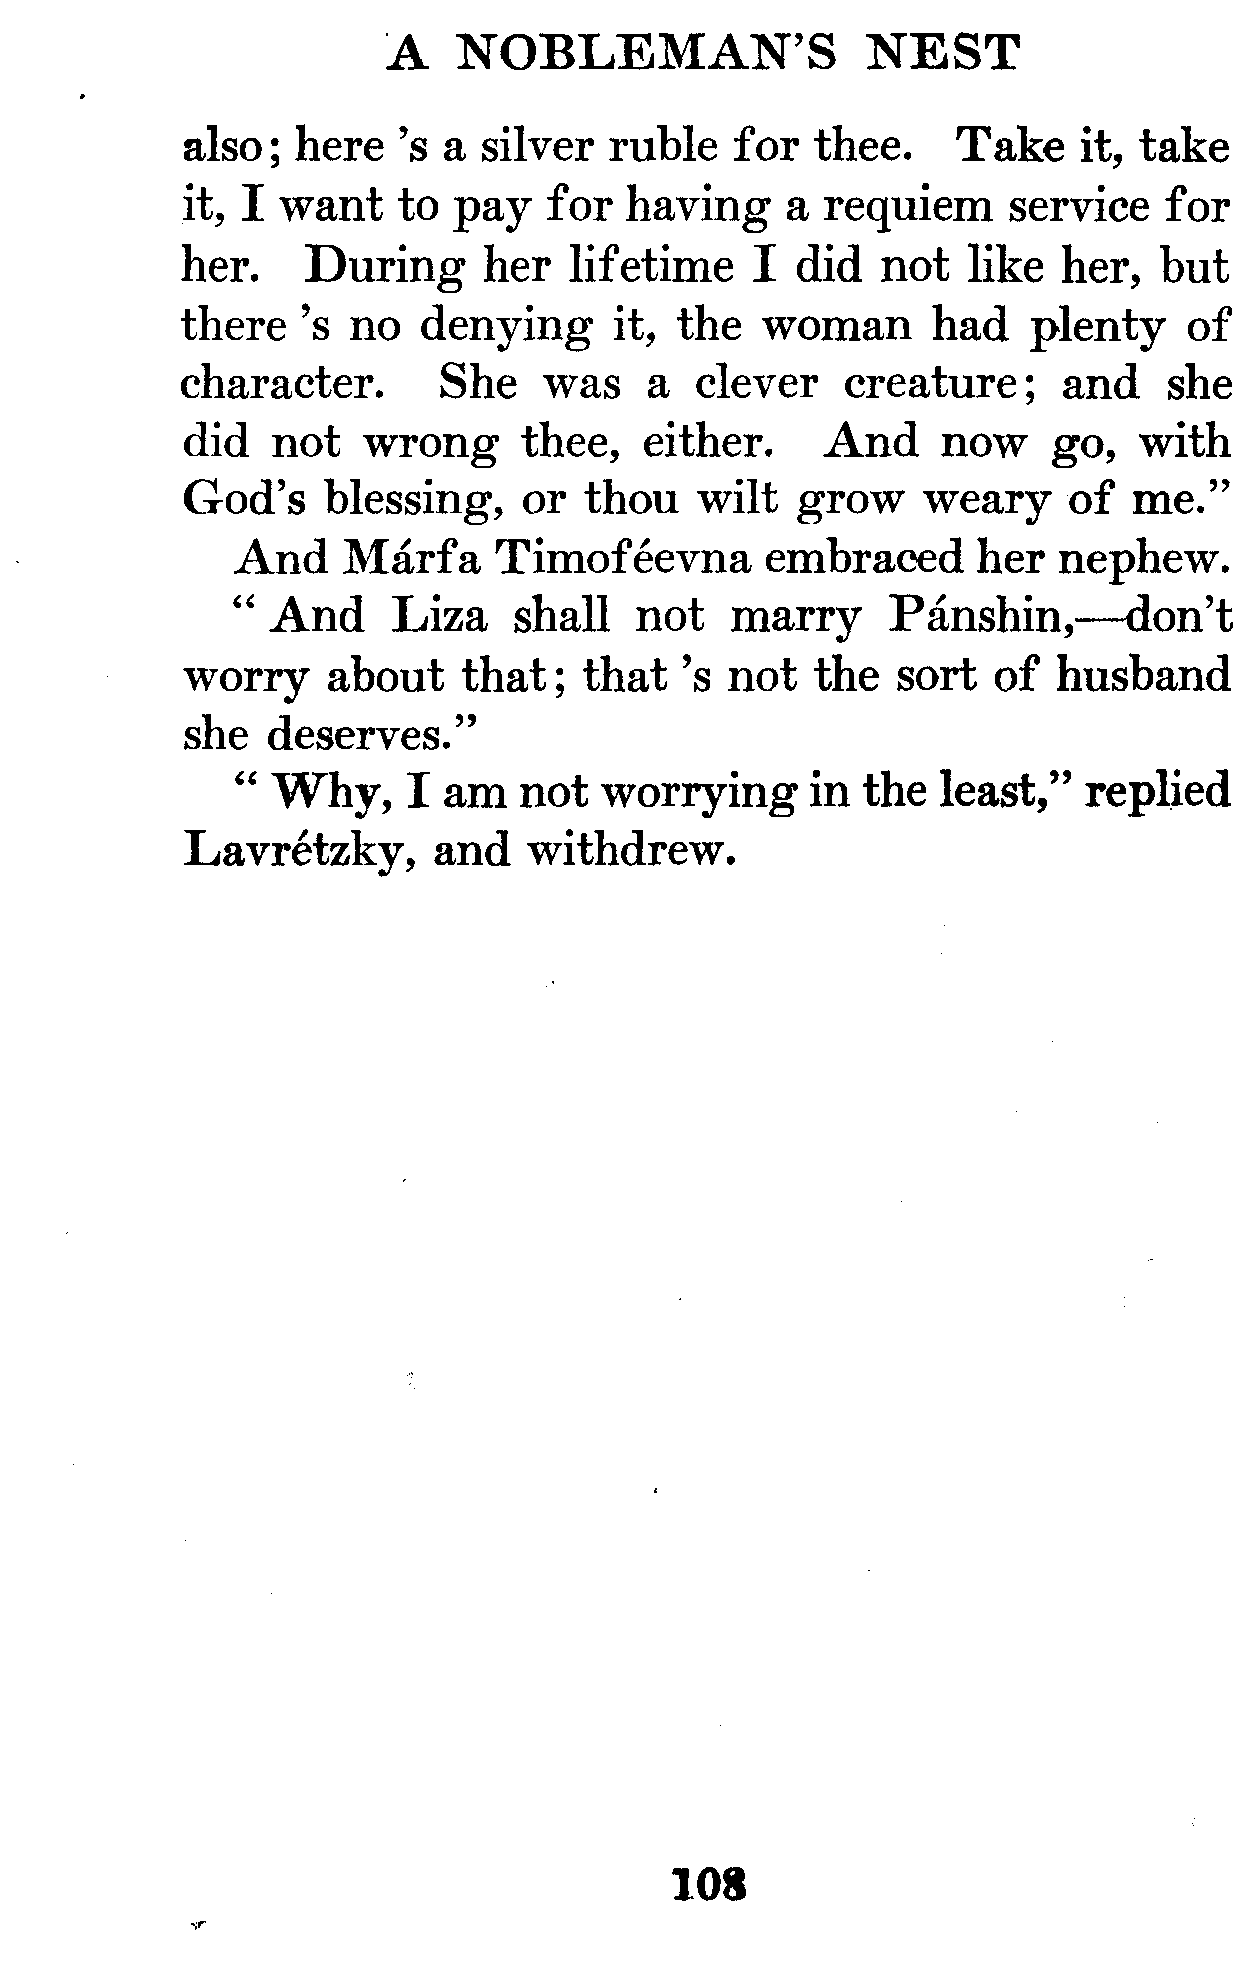 A NOBLEMAN'S NEST
also; here 's a silver ruble for thee. Take it, take
it, I want to pay for having a requiem service for
her. During her lifetime I did not like her, but
there 's no denying it, the woman had plenty of
character. She was a clever creature; and she
did not wrong thee, either. And now go, with
God's blessing, or thou wilt grow weary of me."
And Márfa Timoféevna embraced her nephew.
" And Liza shall not marry Pánshin,—don't
worry about that; that 's not the sort of husband
she deserves."
" Why, I am not worrying in the least," replied
Lavrétzky, and withdrew.
108